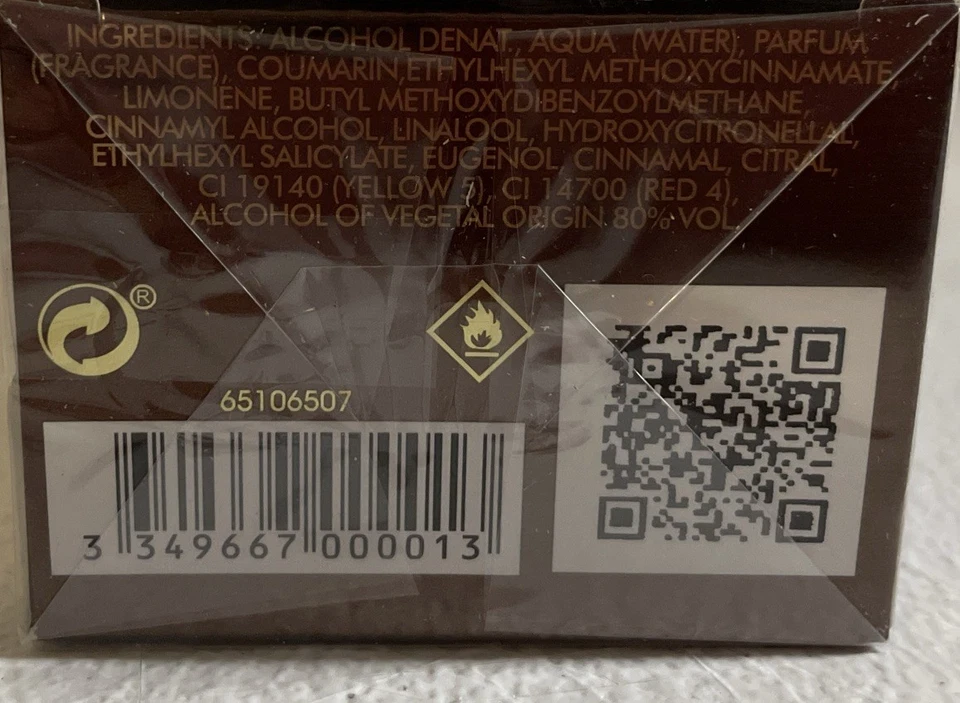 INGREDIENTS: ALCOHOL DENAT., AQUA (WATER), PARFUM
(FRAGRANCE), COUMARIN,ETHYLHEXYL METHOXYCINNAMATE,
LIMONENE, BUTYL METHOXYDIBENZOYLMETHANE,
CINNAMYL ALCOHOL, LINALOOL, HYDROXYCITRONELLAL,
ETHYLHEXYL SALICYLATE, EUGENOL, CINNAMAL, CITRAL,
CI 19140 (YELLOW 5), CI 14700 (RED 4),
ALCOHOL OF VEGETAL ORIGIN 80% VOL.
®
65106507
3 349667 000013